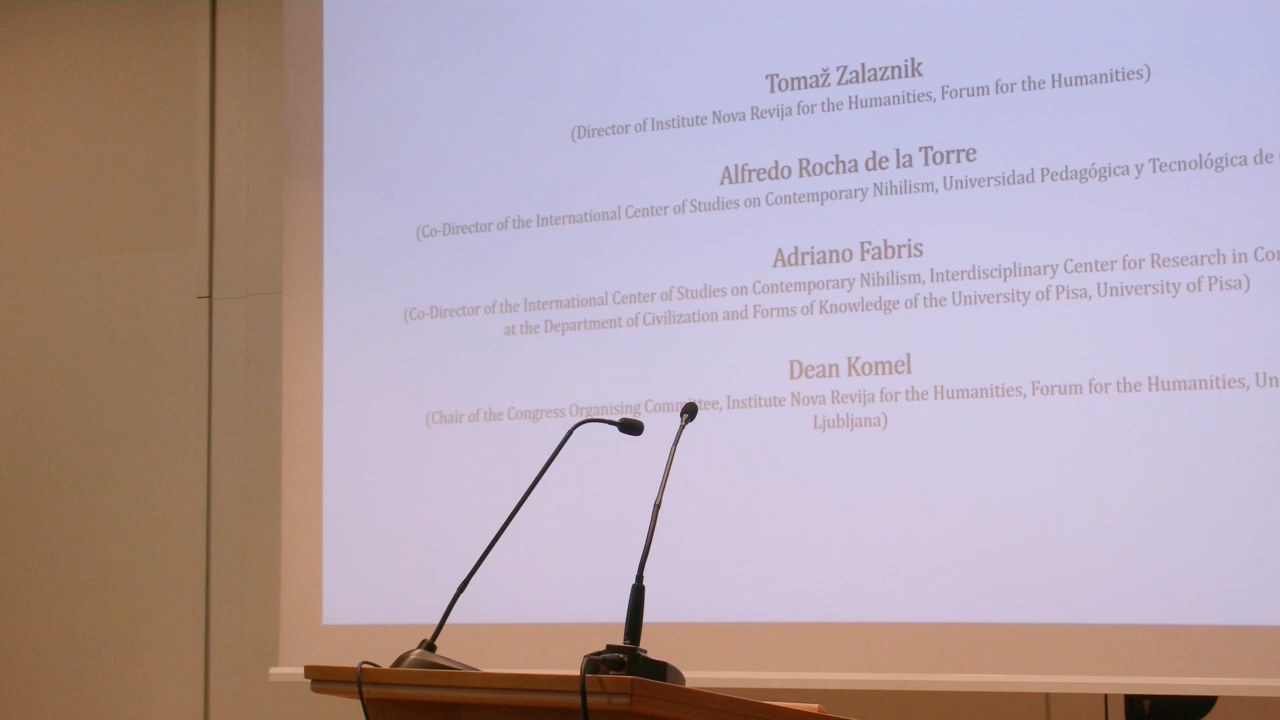 Tomaž Zalaznik
(Director of Institute Nova Revija for the Humanities, Forum for the Humanities)
Alfredo Rocha de la Torre
(Co-Director of the International Center of Studies on Contemporary Nihilism, Universidad Pedagógica y Tecnológica de
Adriano Fabris
(Co-Director of the International Center of Studies on Contemporary Nihilism, Interdisciplinary Center for Research in
at the Department of Civilization and Forms of Knowledge of the University of Pisa, University of Pisa)
Dean Komel
(Chair of the Congress Organising Committee, Institute Nova Revija for the Humanities, Forum for the Humanities,
Ljubljana)